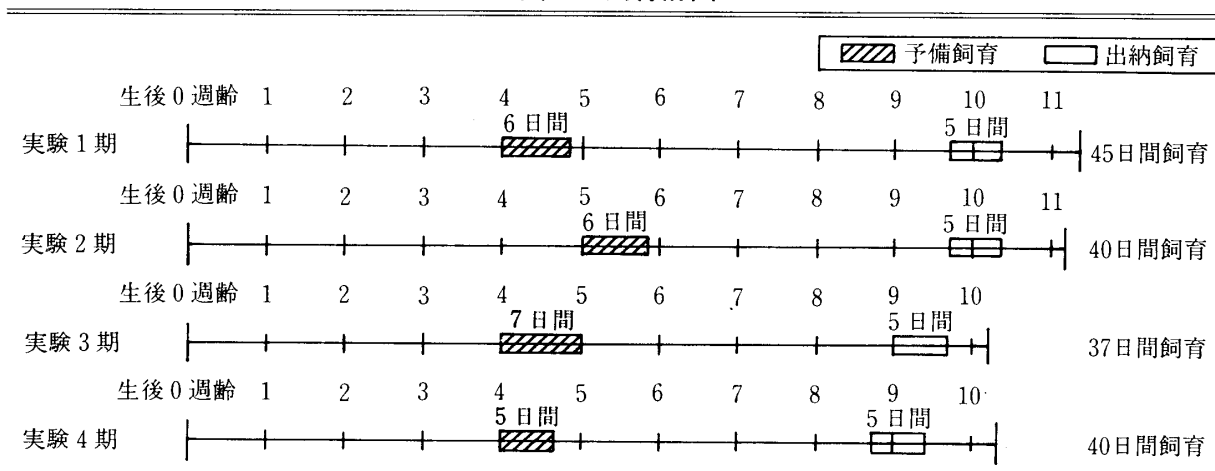 予備飼育 出納飼育
生後 0 週齢 1 2 3 4 5 6 7 8 9 10 11
6 日間 5 日間
実験 1 期 45日間飼育
生後 0 週齢 1 2 3 4 5 6 7 8 9 10 11
6 日間 5 日間
実験 2 期 40日間飼育
生後 0 週齢 1 2 3 4 5 6 7 8 9 10
7 日間 5 日間
実験 3 期 37日間飼育
生後 0 週齢 1 2 3 4 5 6 7 8 9 10
5 日間 5 日間
実験 4 期 40日間飼育